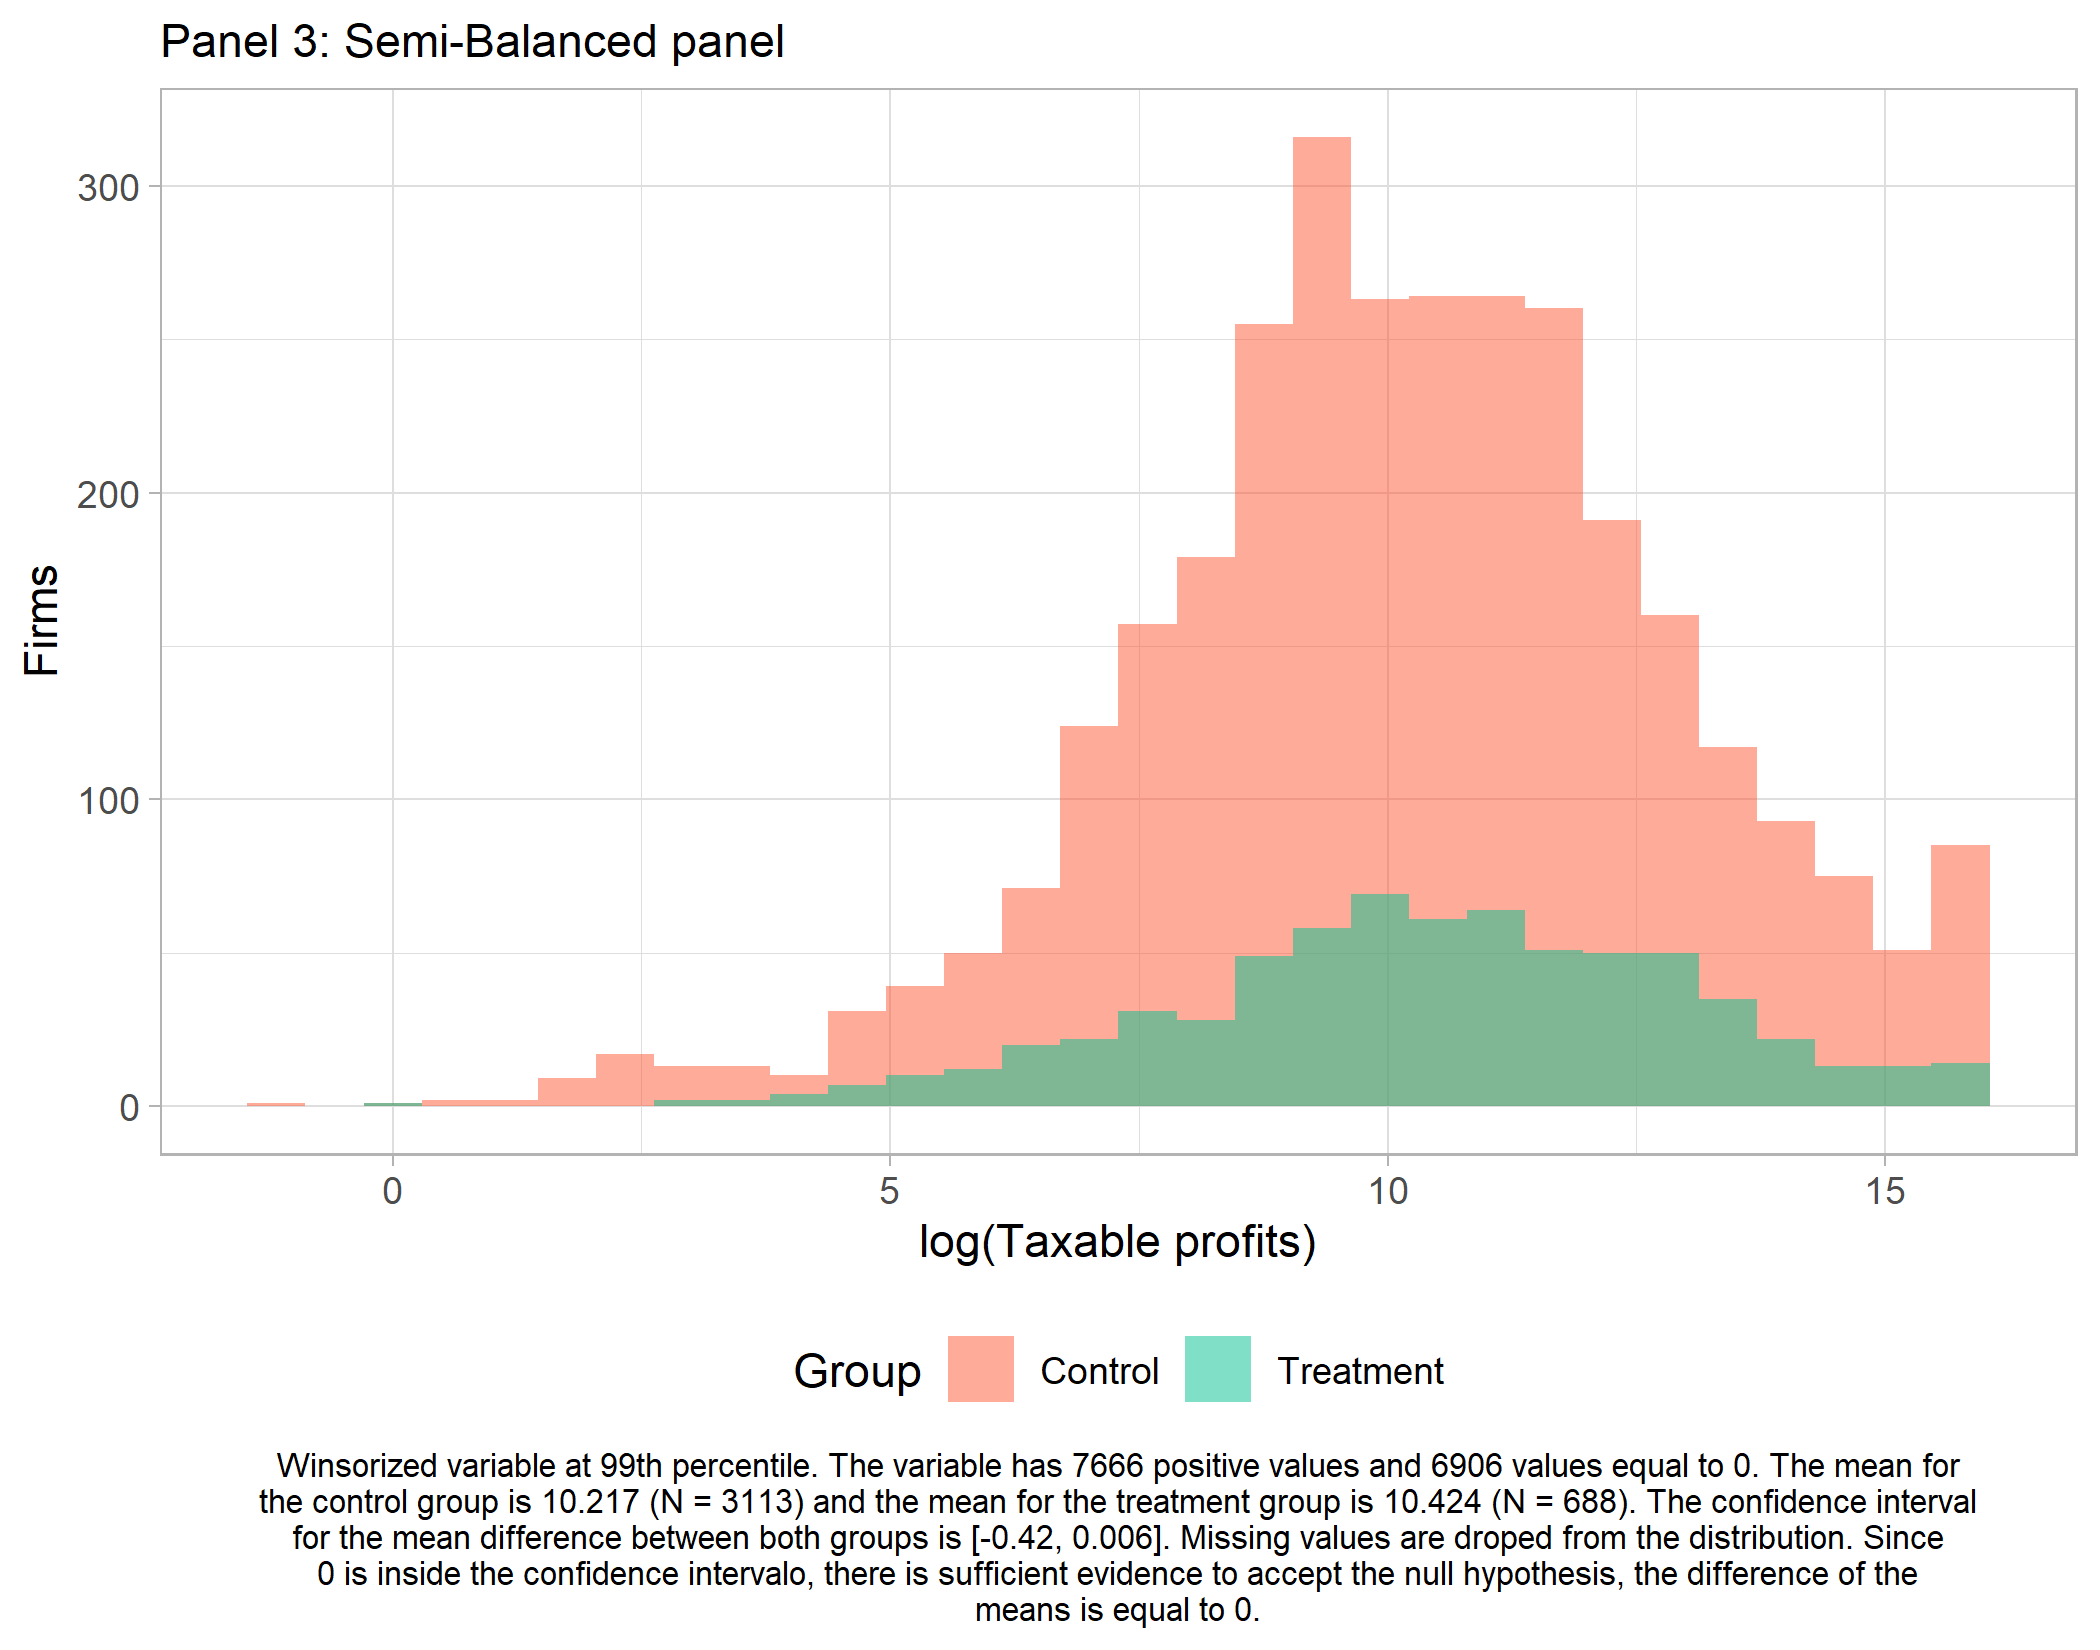 Panel 3: Semi-Balanced panel
300
200
100
0
Firms
0 5 10 15
log(Taxable profits)
Group Control Treatment
Winsorized variable at 99th percentile. The variable has 7666 positive values and 6906 values equal to 0. The mean for
the control group is 10.217 (N = 3113) and the mean for the treatment group is 10.424 (N = 688). The confidence interval
for the mean difference between both groups is [-0.42, 0.006]. Missing values are droped from the distribution. Since
0 is inside the confidence intervalo, there is sufficient evidence to accept the null hypothesis, the difference of the
means is equal to 0.